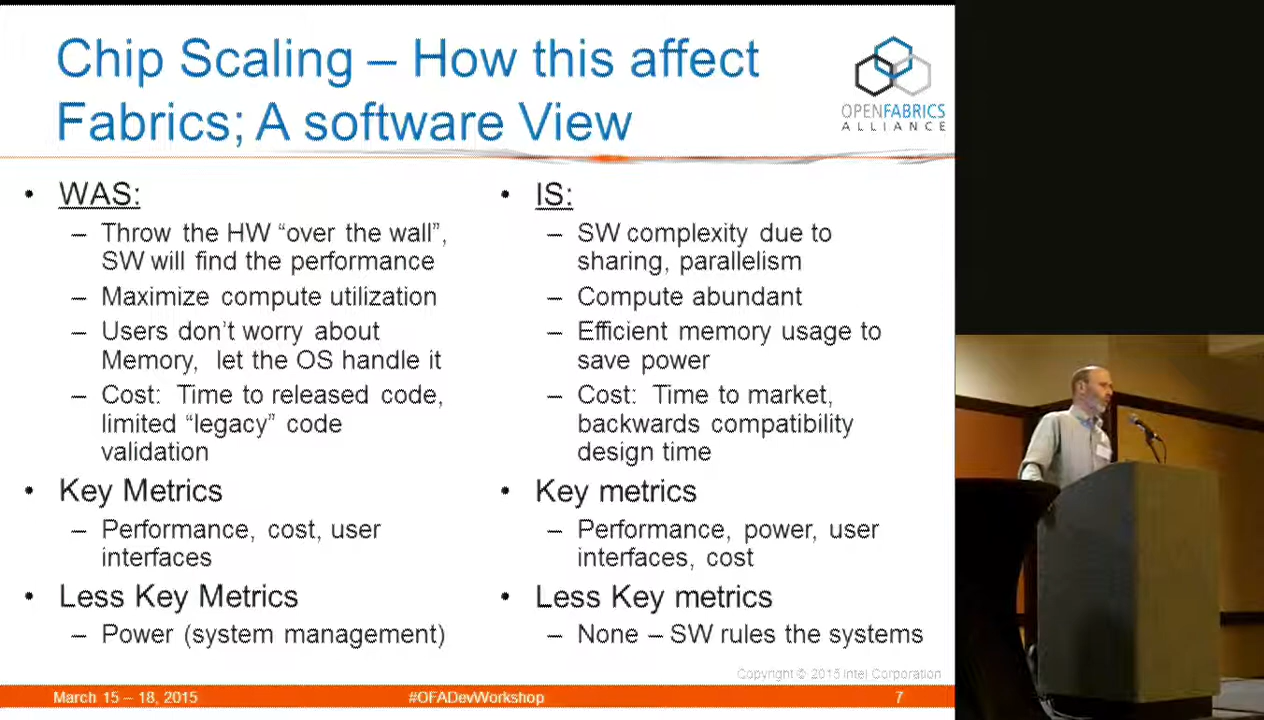 Chip Scaling – How this affect
Fabrics; A software View
OPENFABRICS
ALLIANCE
• WAS:
– Throw the HW “over the wall”,
SW will find the performance
– Maximize compute utilization
– Users don’t worry about
Memory, let the OS handle it
– Cost: Time to released code,
limited “legacy” code
validation
• Key Metrics
– Performance, cost, user
interfaces
• Less Key Metrics
– Power (system management)
• IS:
– SW complexity due to
sharing, parallelism
– Compute abundant
– Efficient memory usage to
save power
– Cost: Time to market,
backwards compatibility
design time
• Key metrics
– Performance, power, user
interfaces, cost
• Less Key metrics
– None – SW rules the systems
Copyright © 2015 Intel Corporation
March 15 – 18, 2015
#OFADevWorkshop
7